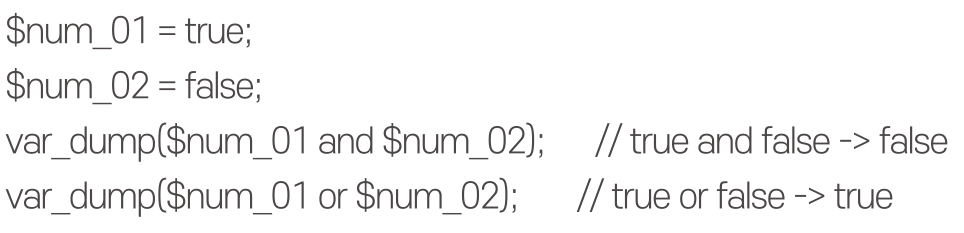 $num_01 = true;
$num_02 = false;
var_dump($num_01 and $num_02); // true and false -> false
var_dump($num_01 or $num_02); // true or false -> true